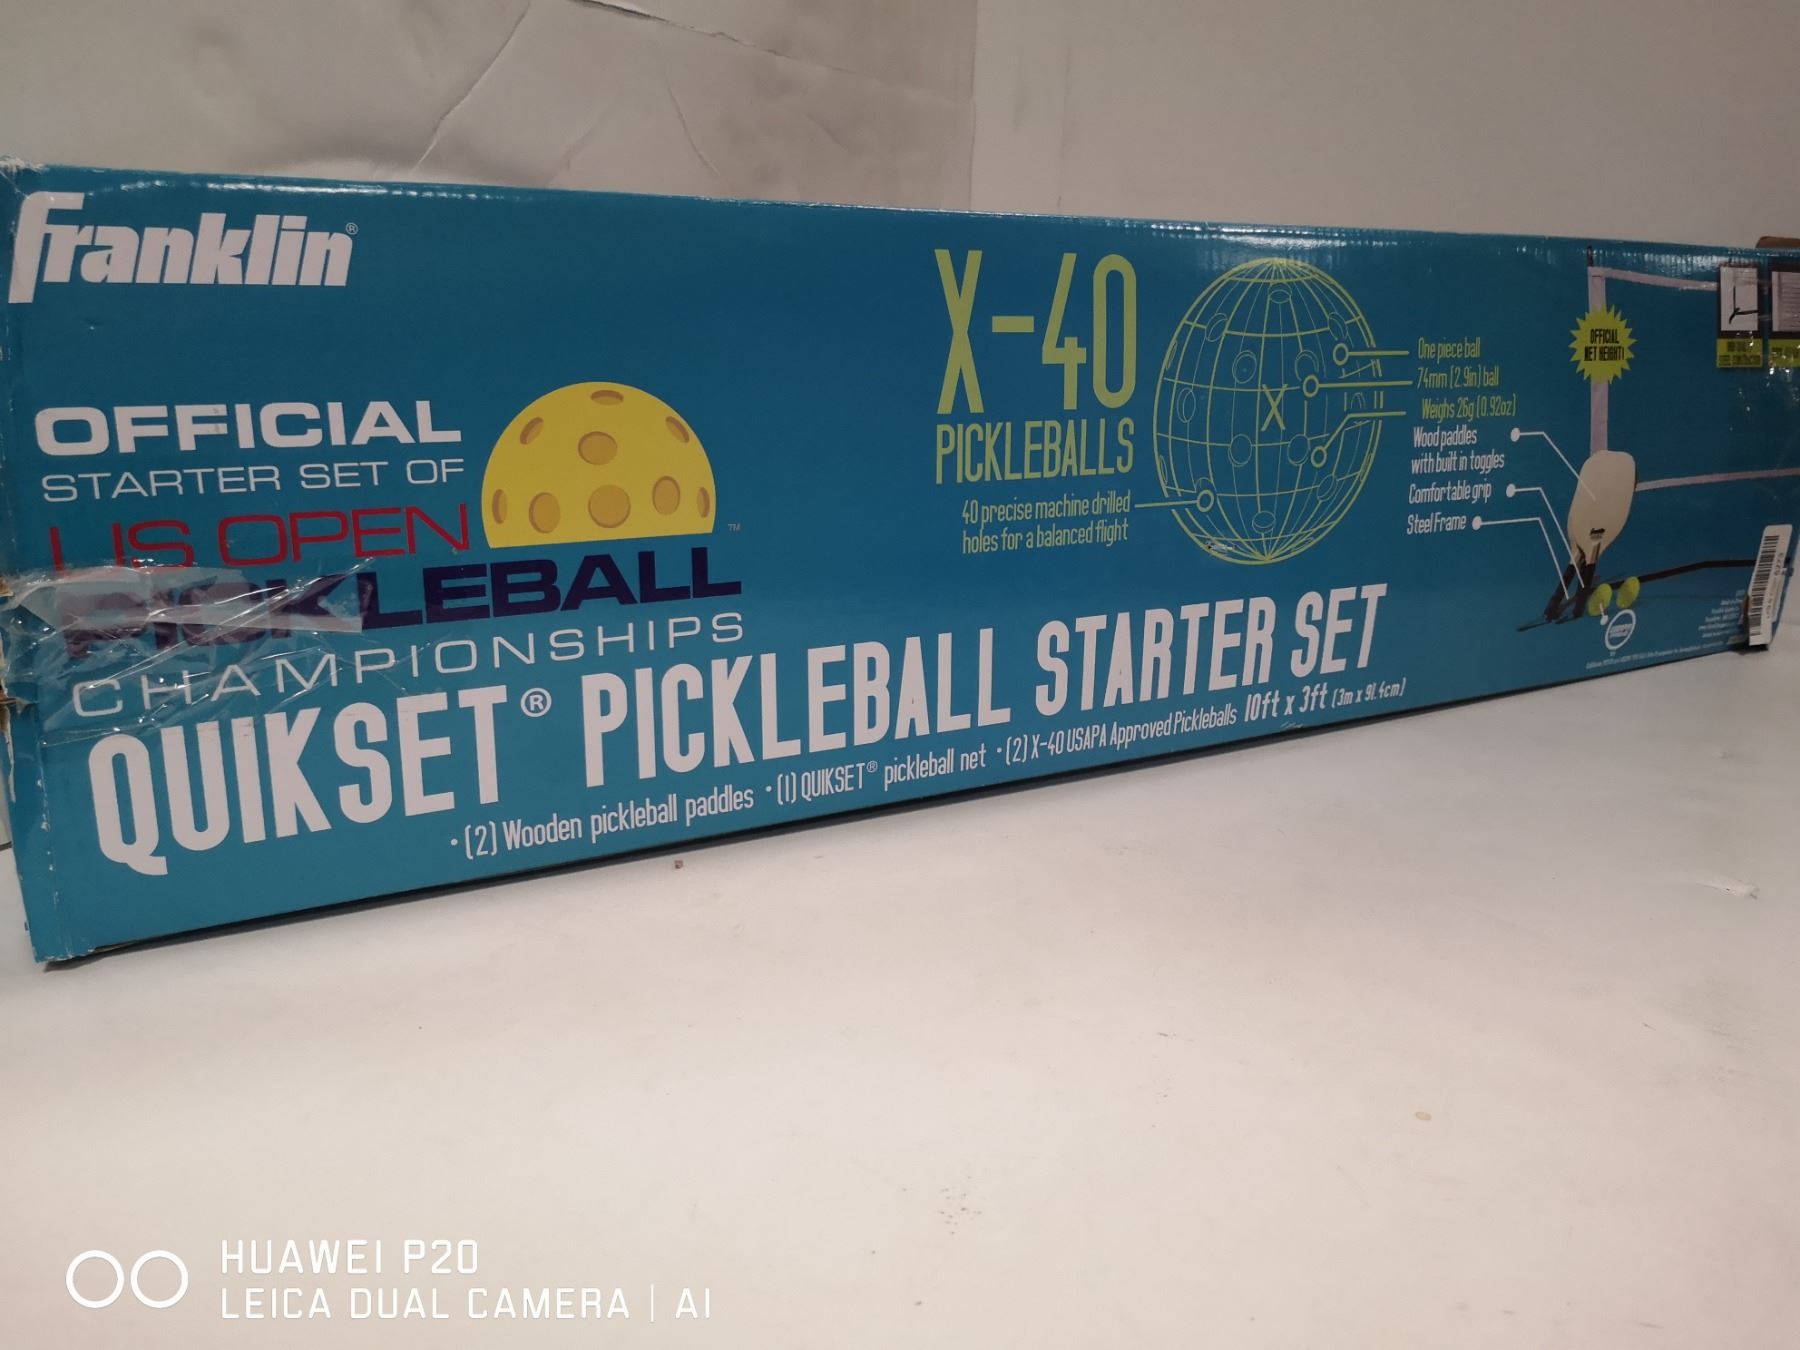 franklin®
OFFICIAL
STARTER SET OF
US OPEN
PICKLEBALL
™
CHAMPIONSHIPS
QUIKSET® PICKLEBALL STARTER SET
• (2) Wooden pickleball paddles • (1) QUIKSET® pickleball net • (2) X-40 USAPA Approved Pickleballs 10ft x 3ft (3m x 91.4cm)
X-40
PICKLEBALLS
40 precise machine drilled
holes for a balanced flight
X
One piece ball
74mm (2.9in) ball
Weighs 26g (0.92oz)
Wood paddles
with built in toggles
Comfortable grip
Steel Frame
OFFICIAL
NET HEIGHT!
HUAWEI P20
LEICA DUAL CAMERA | AI